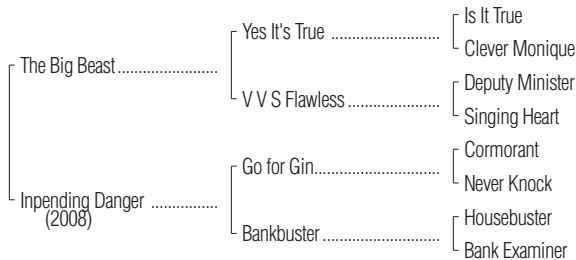 Is It True
Yes It's True ....................
Clever Monique
The Big Beast....................
Deputy Minister
V V S Flawless .................
Singing Heart
Cormorant
Go for Gin.........................
Never Knock
Inpending Danger .............
(2008)
Housebuster
Bankbuster .......................
Bank Examiner